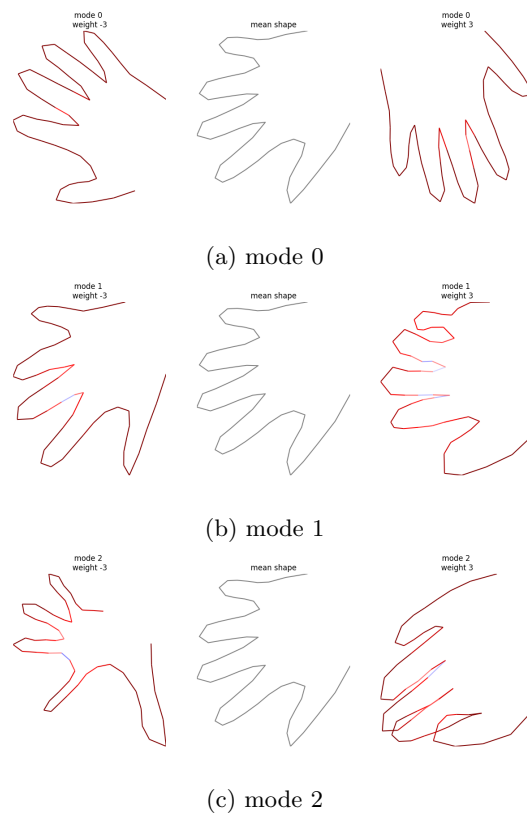 mode 0
weight -3
mean shape
mode 0
weight 3
(a) mode 0
mode 1
weight -3
mean shape
mode 1
weight 3
(b) mode 1
mode 2
weight -3
mean shape
mode 2
weight 3
(c) mode 2